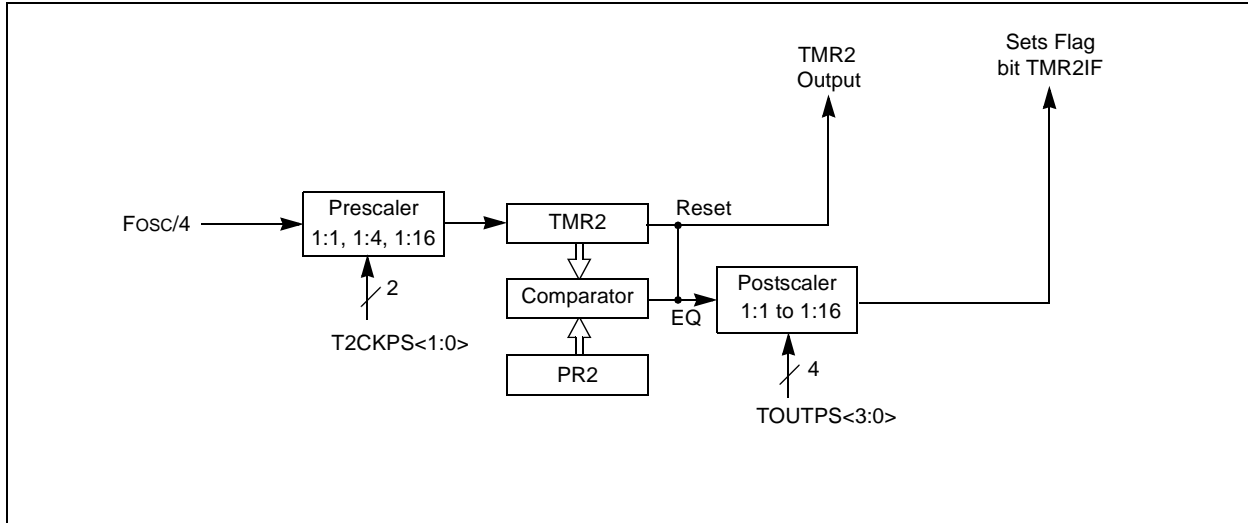 TMR2
Output
Sets Flag
bit TMR2IF
FOSC/4
Prescaler
1:1, 1:4, 1:16
2
T2CKPS<1:0>
TMR2
Reset
Comparator
EQ
PR2
Postscaler
1:1 to 1:16
4
TOUTPS<3:0>